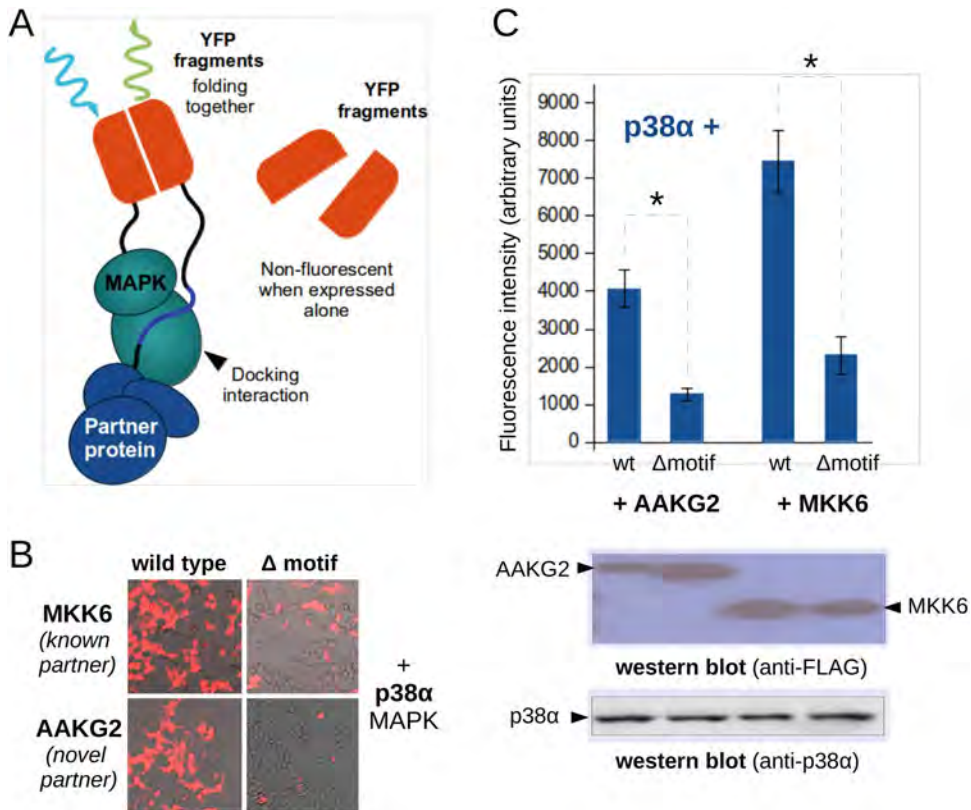 A
YFP
fragments
folding
together
YFP
fragments
MAPK
Non-fluorescent
when expressed
alone
Docking
interaction
Partner
protein
B
wild type
Δ motif
MKK6
(known
partner)
AAKG2
(novel
partner)
+
p38α
MAPK
C
Fluorescence intensity (arbitrary units)
9000
8000
7000
6000
5000
4000
3000
2000
1000
0
p38α +
*
*
wt
Δmotif
wt
Δmotif
+ AAKG2
+ MKK6
AAKG2
MKK6
western blot (anti-FLAG)
p38α
western blot (anti-p38α)